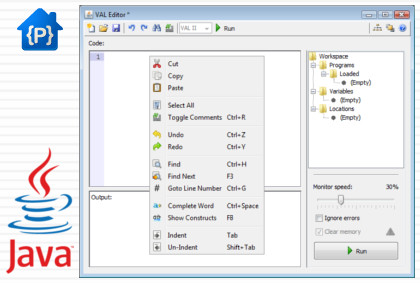 {P}
Java
VAL Editor *
VAL II
Run
Code:
1
Cut
Copy
Paste
Select All
Toggle Comments Ctrl+R
Undo Ctrl+Z
Redo Ctrl+Y
Find Ctrl+H
Find Next F3
# Goto Line Number Ctrl+G
Complete Word Ctrl+Space
Show Constructs F8
Indent Tab
Un-Indent Shift+Tab
Output:
Workspace
Programs
Loaded
(Empty)
Variables
(Empty)
Locations
(Empty)
Monitor speed: 30%
Ignore errors
Clear memory
Run